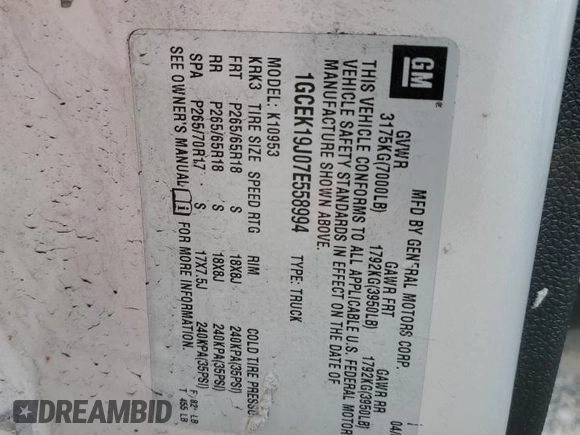 GM
®
MFD BY GENERAL MOTORS CORP.
04/
GVWR GAWR FRT GAWR RR
3175KG(7000LB) 1792KG(3950LB) 1792KG(3950LB)
THIS VEHICLE CONFORMS TO ALL APPLICABLE U.S. FEDERAL MOTOR
VEHICLE SAFETY STANDARDS IN EFFECT ON THE DATE OF
MANUFACTURE SHOWN ABOVE.
1GCEK19J07E558994 TYPE: TRUCK
MODEL: K10953
KRK3 TIRE SIZE SPEED RTG RIM COLD TIRE PRESSU
FRT P265/65R18 S 18X8J 240KPA(35PSI)
RR P265/65R18 S 18X8J 240KPA(35PSI)
SPA P265/70R17 S 17X7.5J 240KPA(35PSI)
SEE OWNER'S MANUAL i FOR MORE INFORMATION.
T 455 LB
DREAMBID